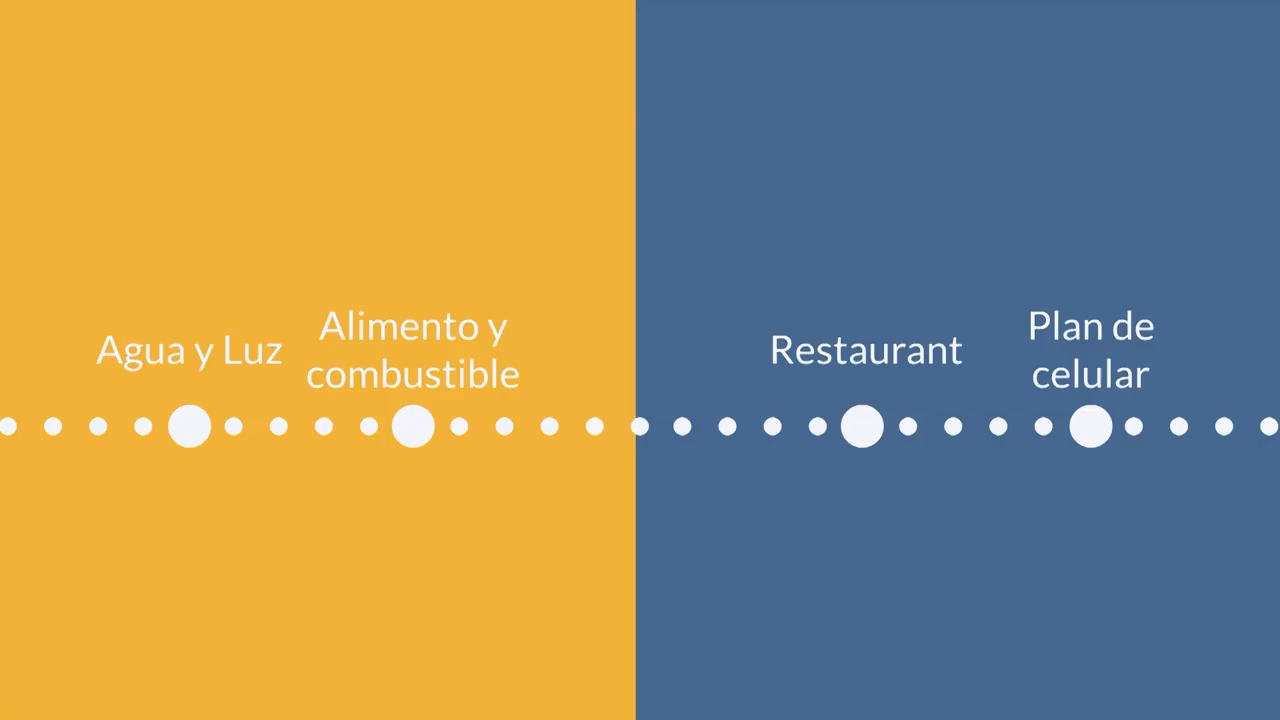 Agua y Luz
Alimento y
combustible
Restaurant
Plan de
celular